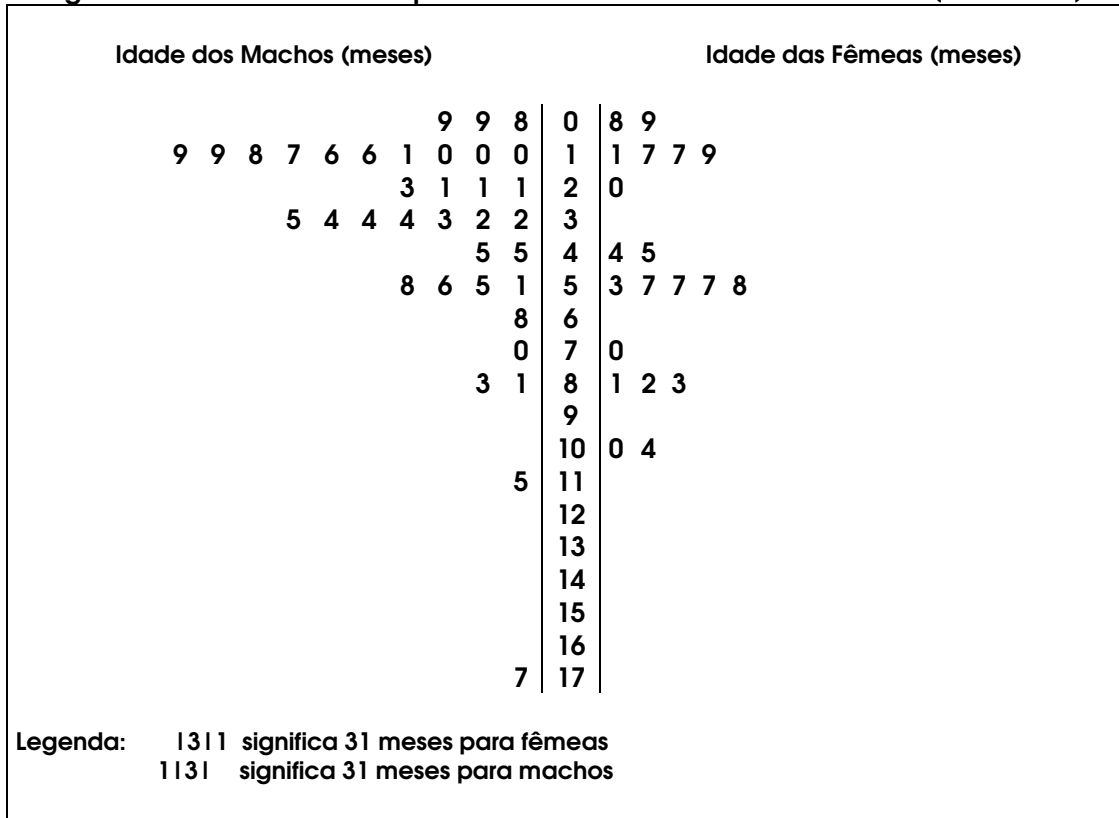 Idade dos Machos (meses) Idade das Fêmeas (meses)
9 9 8 0 8 9
9 9 8 7 6 6 1 0 0 0 1 1 7 7 9
3 1 1 1 2 0
5 4 4 4 3 2 2 3
5 5 4 4 5
8 6 5 1 5 3 7 7 7 8
8 6
0 7 0
3 1 8 1 2 3
9
10 0 4
5 11
12
13
14
15
16
7 17
Legenda: |3|1 significa 31 meses para fêmeas
1|3| significa 31 meses para machos